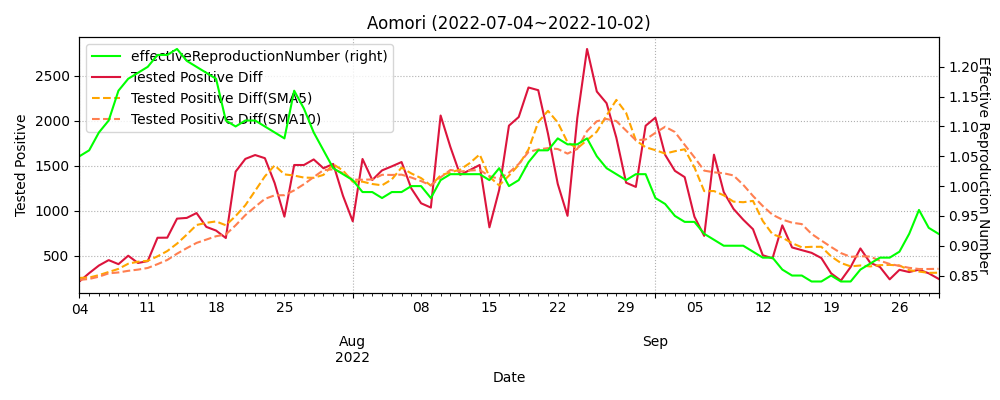 Aomori (2022-07-04~2022-10-02)
effectiveReproductionNumber (right)
Tested Positive Diff
Tested Positive Diff(SMA5)
Tested Positive Diff(SMA10)
Tested Positive
2500
2000
1500
1000
500
1.20
1.15
1.10
1.05
1.00
0.95
0.90
0.85
Effective Reproduction Number
04 11 18 25 08 15 22 29 05 12 19 26
Aug Sep
2022
Date